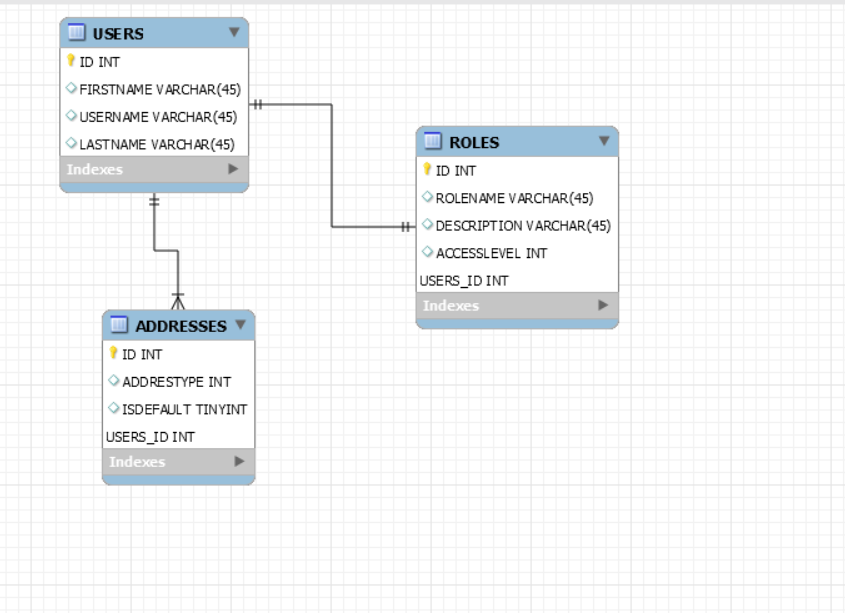 USERS
ID INT
FIRSTNAME VARCHAR(45)
USERNAME VARCHAR(45)
LASTNAME VARCHAR(45)
Indexes
ROLES
ID INT
ROLENAME VARCHAR(45)
DESCRIPTION VARCHAR(45)
ACCESSLEVEL INT
USERS_ID INT
Indexes
ADDRESSES
ID INT
ADDRESTYPE INT
ISDEFAULT TINYINT
USERS_ID INT
Indexes